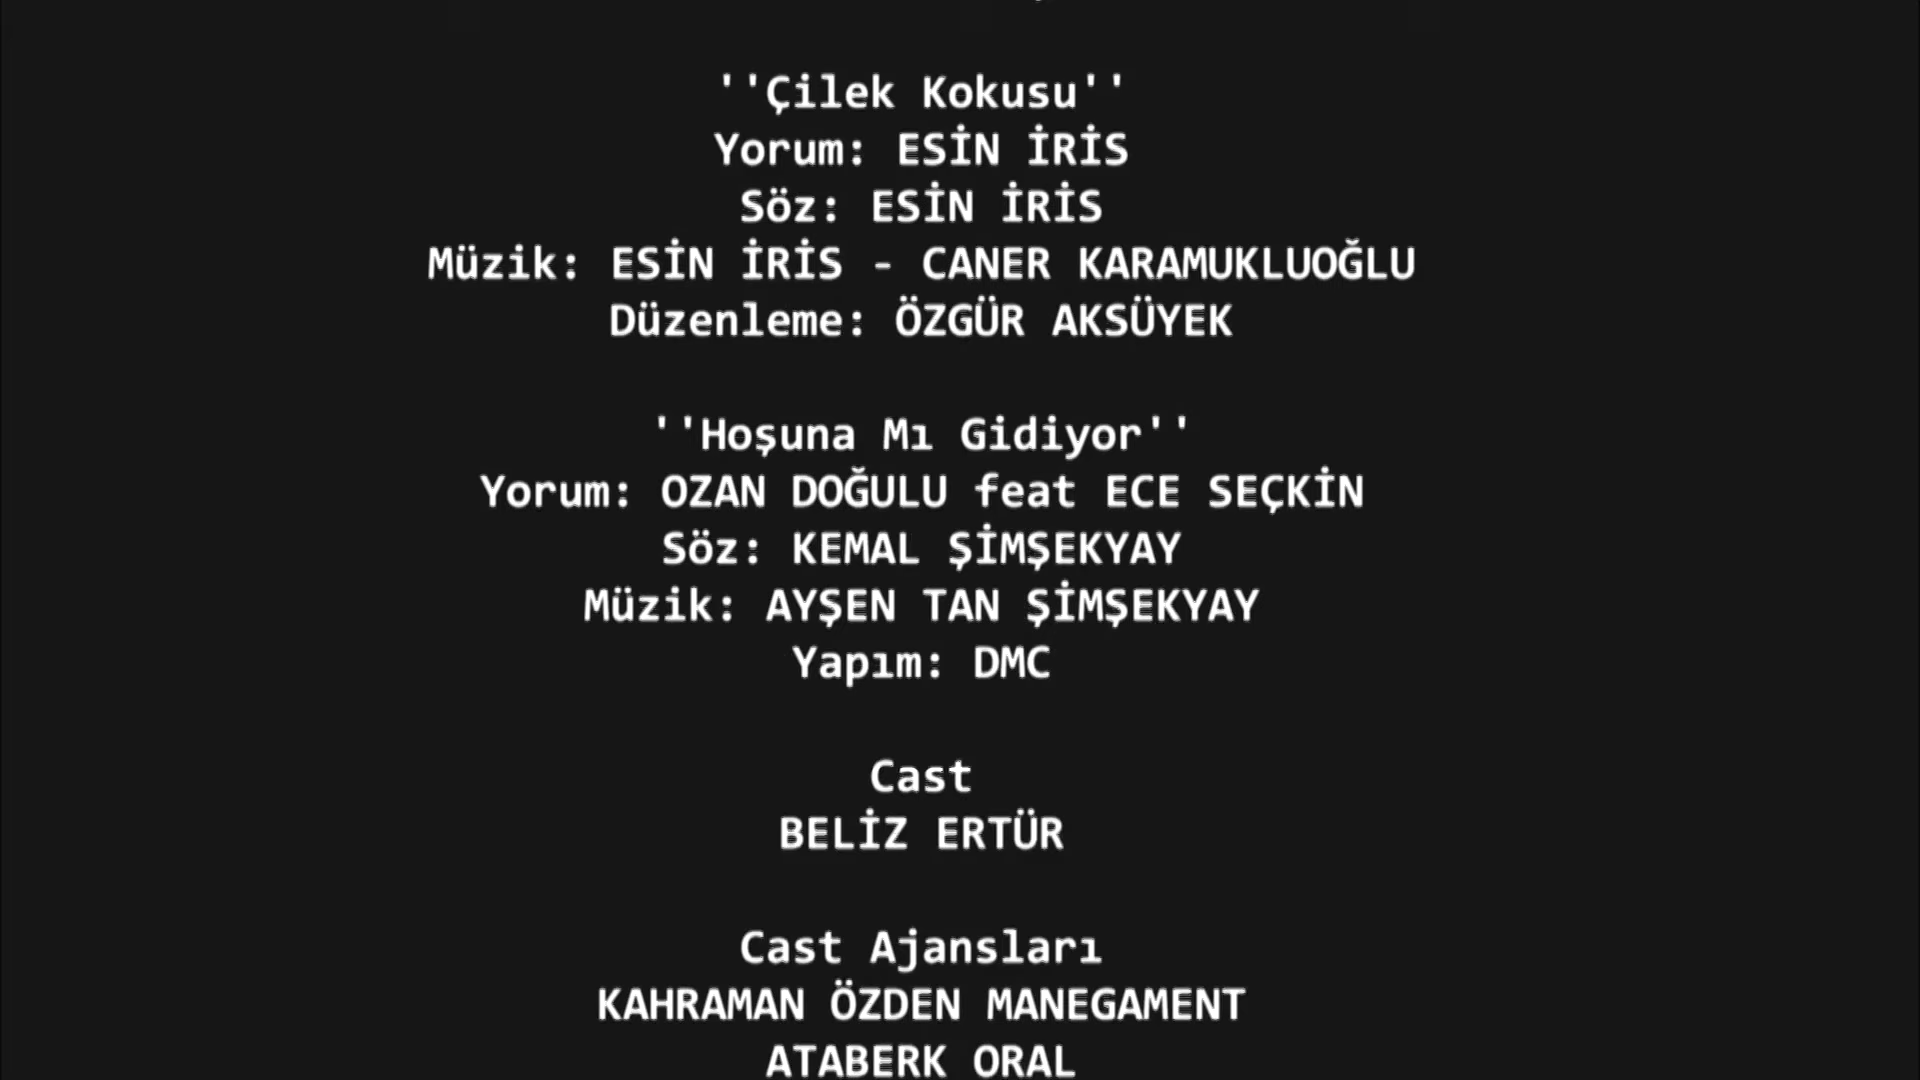 ''Çilek Kokusu''
Yorum: ESİN İRİS
Söz: ESİN İRİS
Müzik: ESİN İRİS - CANER KARAMUKLUOĞLU
Düzenleme: ÖZGÜR AKSÜYEK
''Hoşuna Mı Gidiyor''
Yorum: OZAN DOĞULU feat ECE SEÇKİN
Söz: KEMAL ŞİMŞEKYAY
Müzik: AYŞEN TAN ŞİMŞEKYAY
Yapım: DMC
Cast
BELİZ ERTÜR
Cast Ajansları
KAHRAMAN ÖZDEN MANEGAMENT
ATABERK ORAL